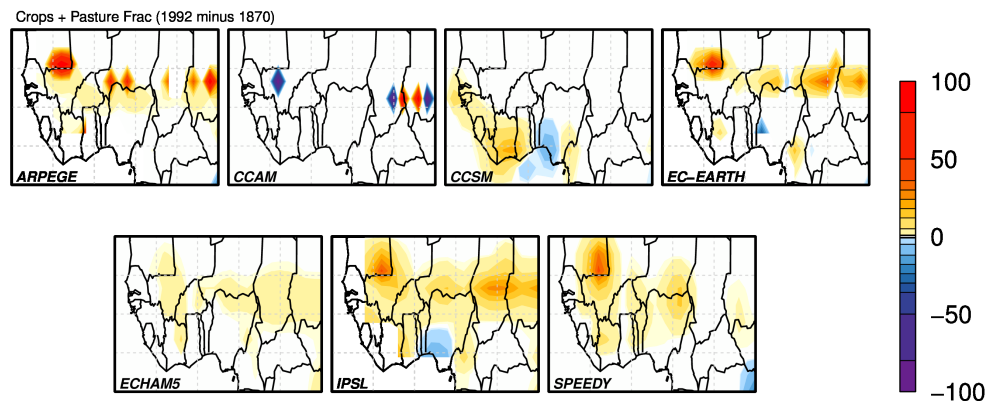 Crops + Pasture Frac (1992 minus 1870)
ARPEGE
CCAM
CCSM
EC−EARTH
100
50
0
−50
−100
ECHAM5
IPSL
SPEEDY